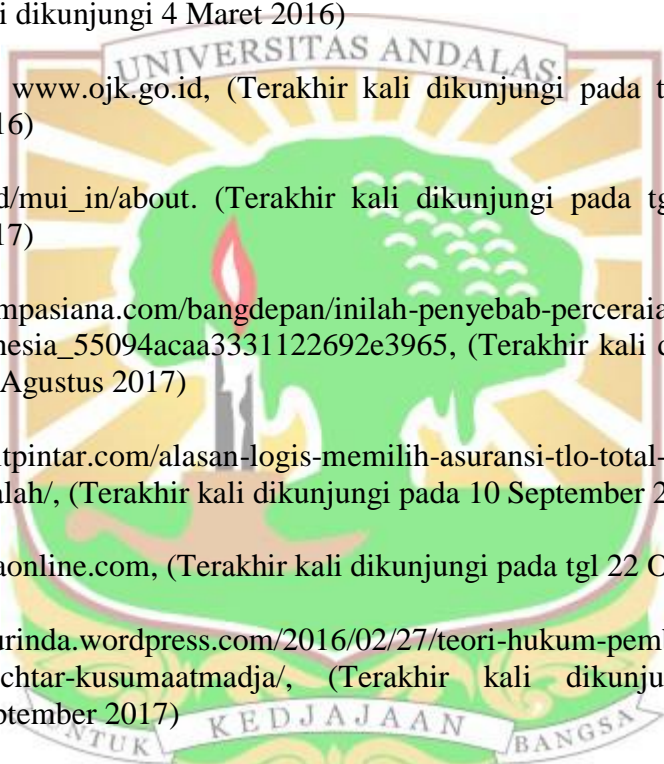 i dikunjungi 4 Maret 2016)
UNIVERSITAS ANDALAS
www.ojk.go.id, (Terakhir kali dikunjungi pada t
16)
d/mui_in/about. (Terakhir kali dikunjungi pada tg
17)
mpasiana.com/bangdepan/inilah-penyebab-perceraia
nesia_55094acaa3331122692e3965, (Terakhir kali d
Agustus 2017)
tpintar.com/alasan-logis-memilih-asuransi-tlo-total-
alah/, (Terakhir kali dikunjungi pada 10 September 2
aonline.com, (Terakhir kali dikunjungi pada tgl 22 O
urinda.wordpress.com/2016/02/27/teori-hukum-pemb
chtar-kusumaatmadja/, (Terakhir kali dikunju
ptember 2017)
NTUK KEDJAJAAN BANGSA